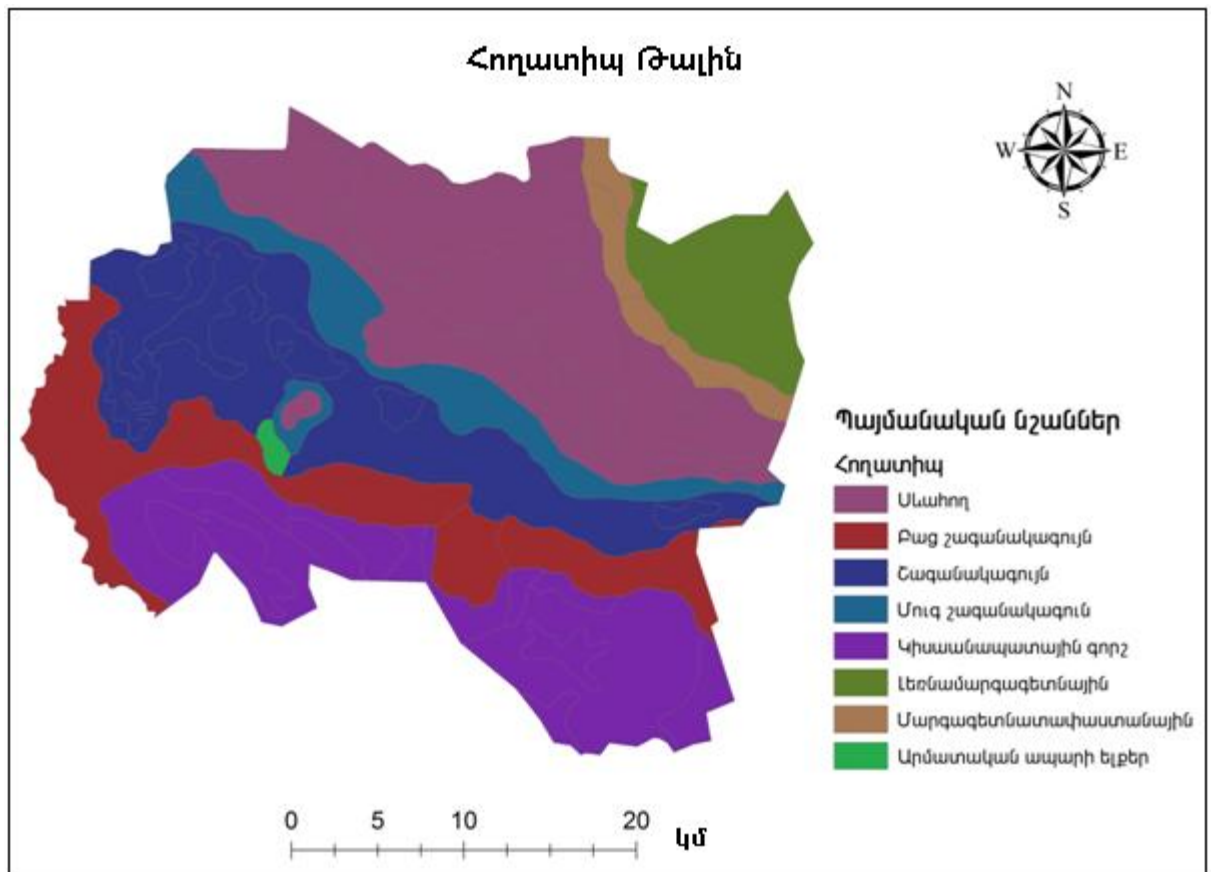 Հողատիպ Թալին
N
W E
S
Պայմանական նշաններ
Հողատիպ
Սևահող
Բաց շագանակագույն
Շագանակագույն
Մուգ շագանակագուն
Կիսաանապատային գորշ
Լեռնամարգագետնային
Մարգագետնատափաստանային
Արմատական ապարի ելքեր
0 5 10 20 կմ